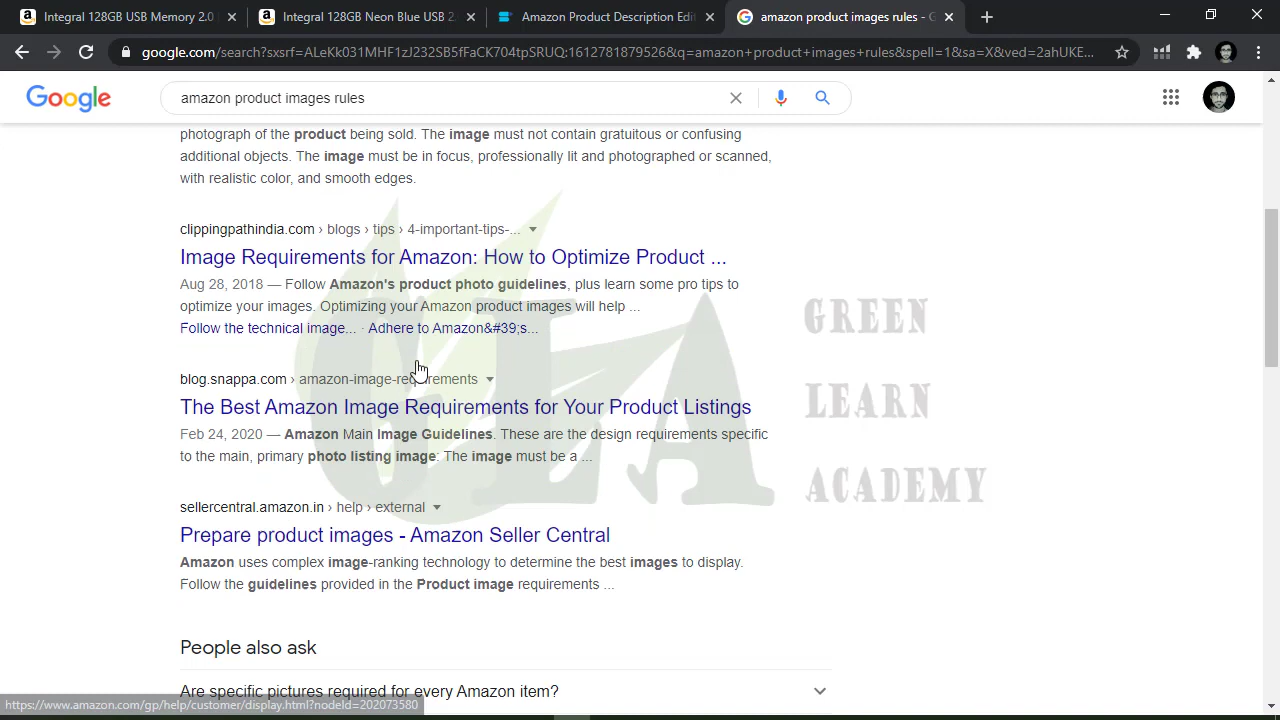 Integral 128GB USB Memory 2.0
Integral 128GB Neon Blue USB 2.
Amazon Product Description Edit
amazon product images rules - G
google.com/search?sxsrf=ALeKk031MHF1zJ232SB5fFaCK704tpSRUQ:1612781879526&q=amazon+product+images+rules&spell=1&sa=X&ved=2ahUKE...
Google
amazon product images rules
photograph of the product being sold. The image must not contain gratuitous or confusing
additional objects. The image must be in focus, professionally lit and photographed or scanned,
with realistic color, and smooth edges.
clippingpathindia.com › blogs › tips › 4-important-tips-...
Image Requirements for Amazon: How to Optimize Product ...
Aug 28, 2018 — Follow Amazon's product photo guidelines, plus learn some pro tips to
optimize your images. Optimizing your Amazon product images will help ...
Follow the technical image... · Adhere to Amazon&#39;s...
blog.snappa.com › amazon-image-requirements
The Best Amazon Image Requirements for Your Product Listings
Feb 24, 2020 — Amazon Main Image Guidelines. These are the design requirements specific
to the main, primary photo listing image: The image must be a ...
sellercentral.amazon.in › help › external
Prepare product images - Amazon Seller Central
Amazon uses complex image-ranking technology to determine the best images to display.
Follow the guidelines provided in the Product image requirements ...
People also ask
Are specific pictures required for every Amazon item?
https://www.amazon.com/gp/help/customer/display.html?nodeId=202073580
GLA
GREEN
LEARN
ACADEMY